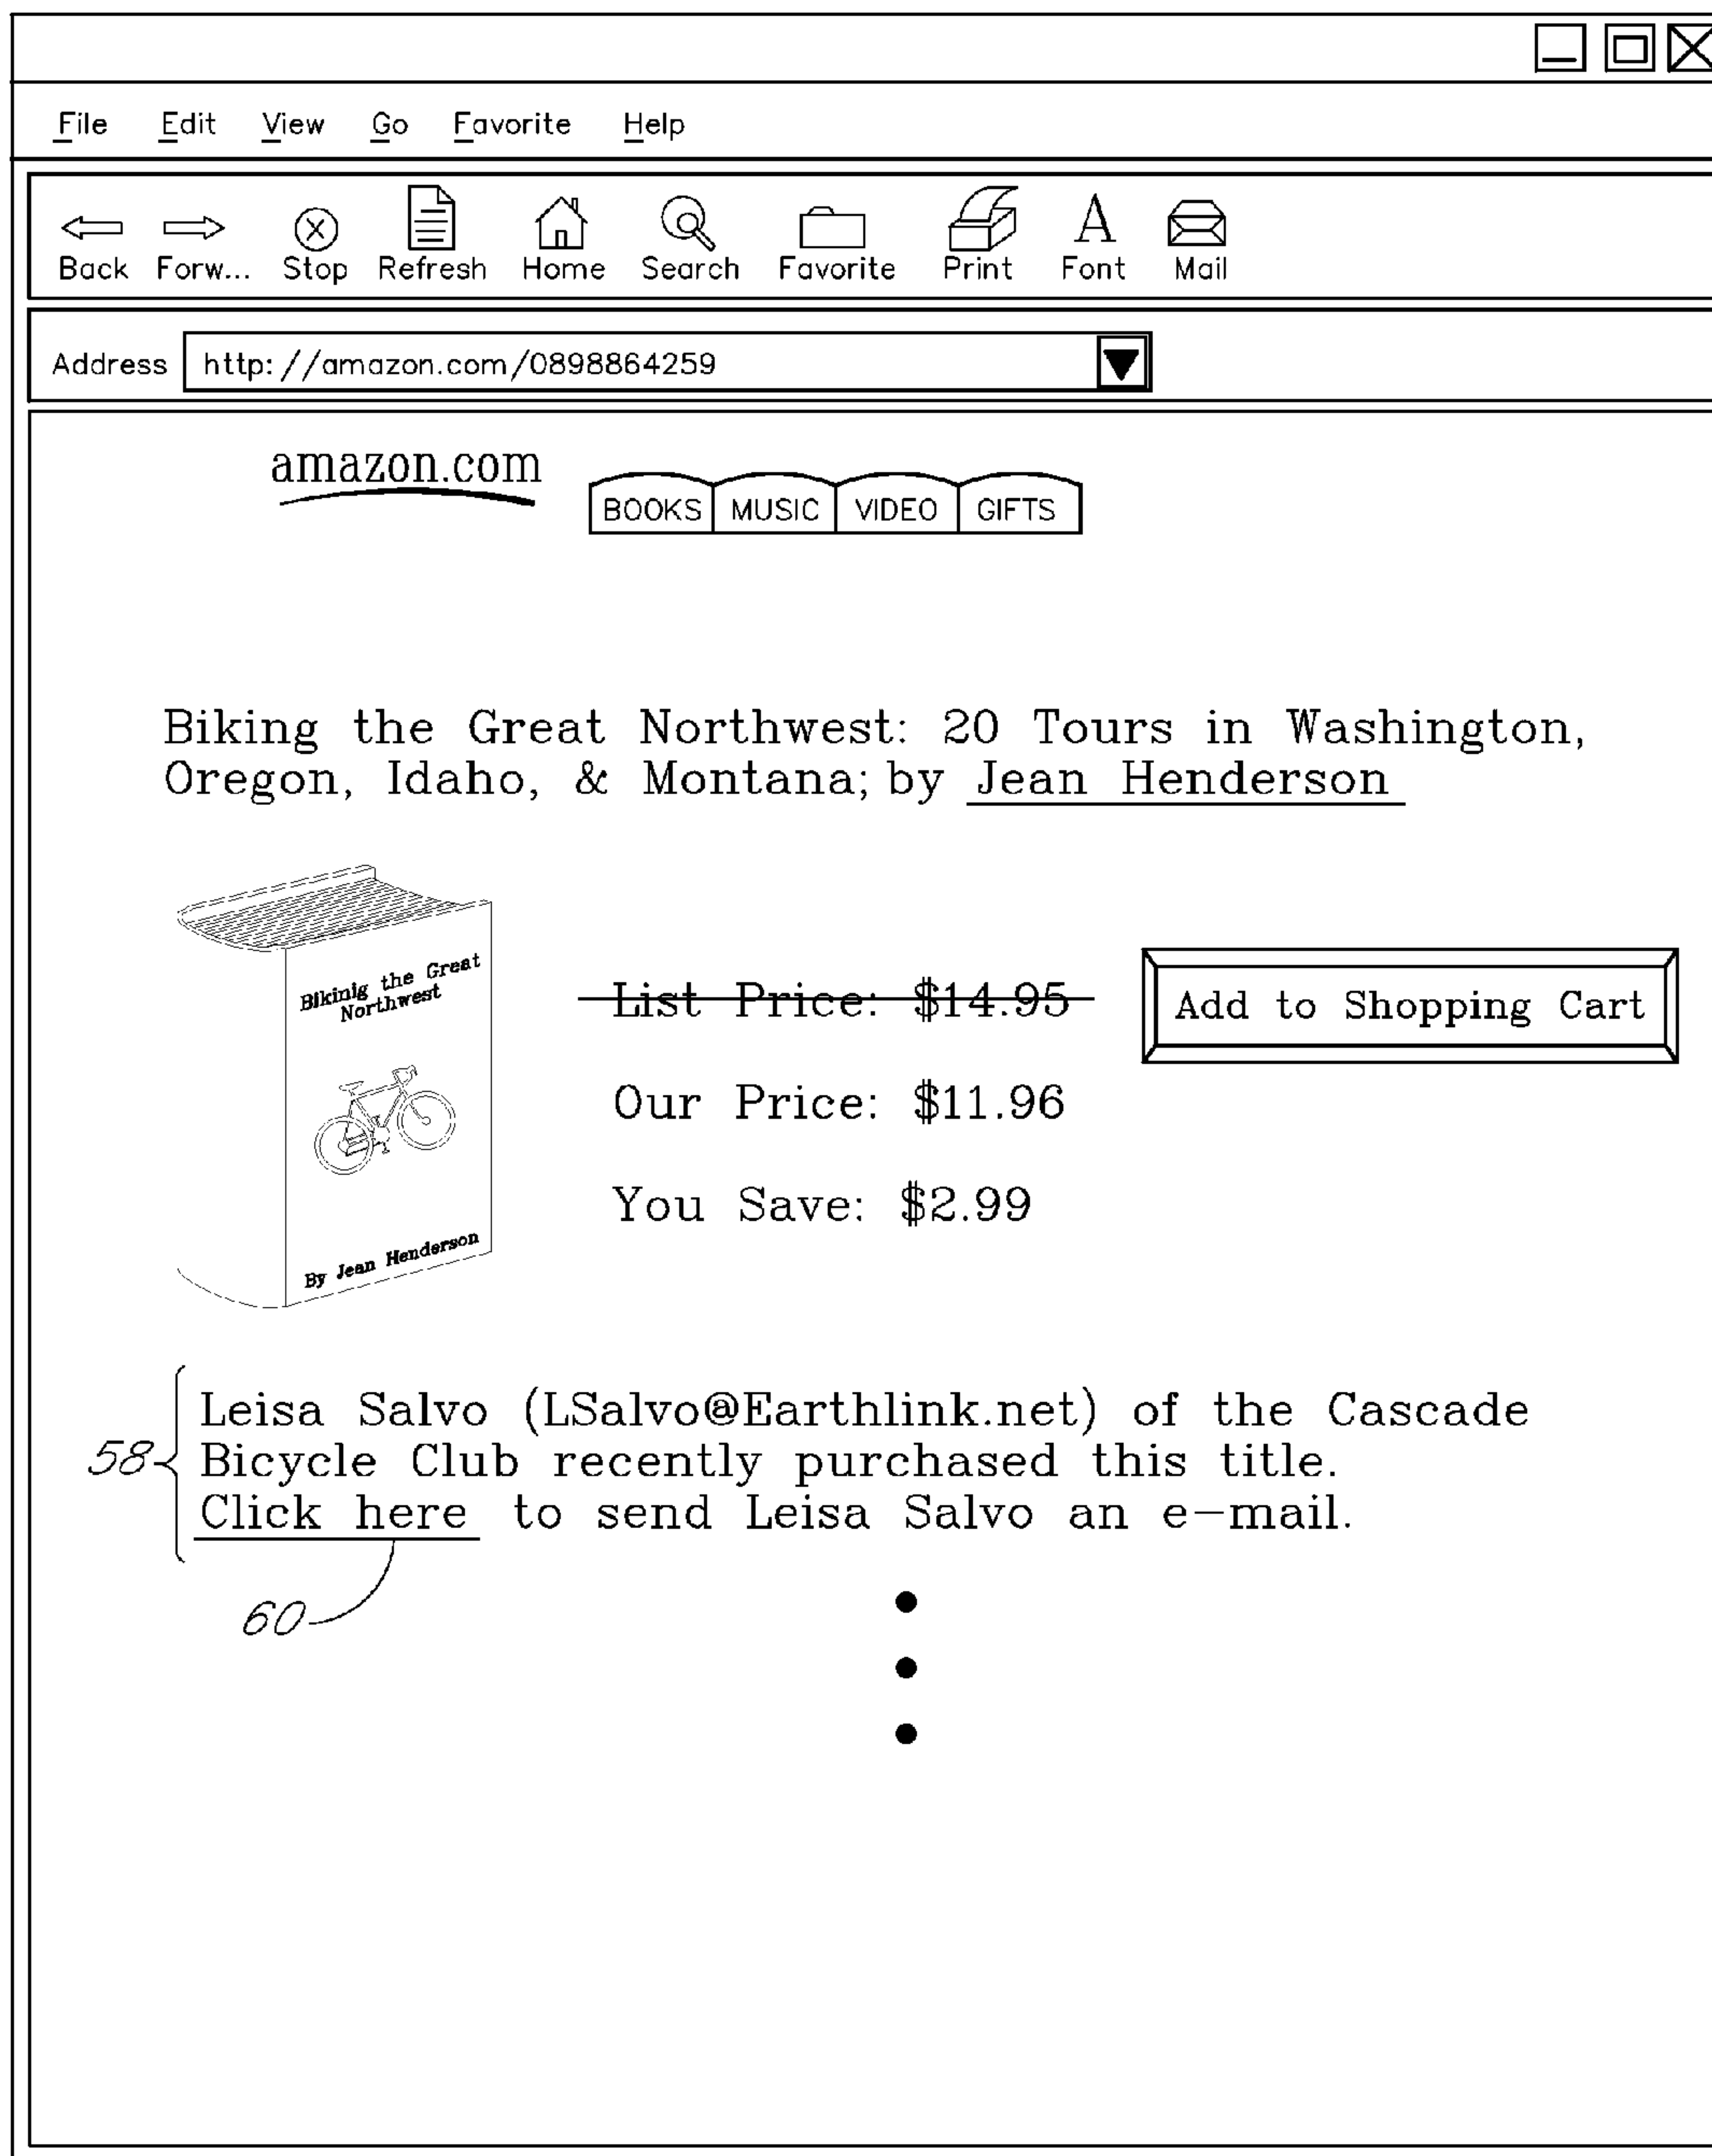 File Edit View Go Favorite Help
Back Forw... Stop Refresh Home Search Favorite Print Font Mail
Address http://amazon.com/0898864259
amazon.com
BOOKS MUSIC VIDEO GIFTS
Biking the Great Northwest: 20 Tours in Washington,
Oregon, Idaho, & Montana; by Jean Henderson
Bikinig the Great
Northwest
By Jean Henderson
List Price: $14.95
Add to Shopping Cart
Our Price: $11.96
You Save: $2.99
58
Leisa Salvo (LSalvo@Earthlink.net) of the Cascade
Bicycle Club recently purchased this title.
Click here to send Leisa Salvo an e-mail.
60